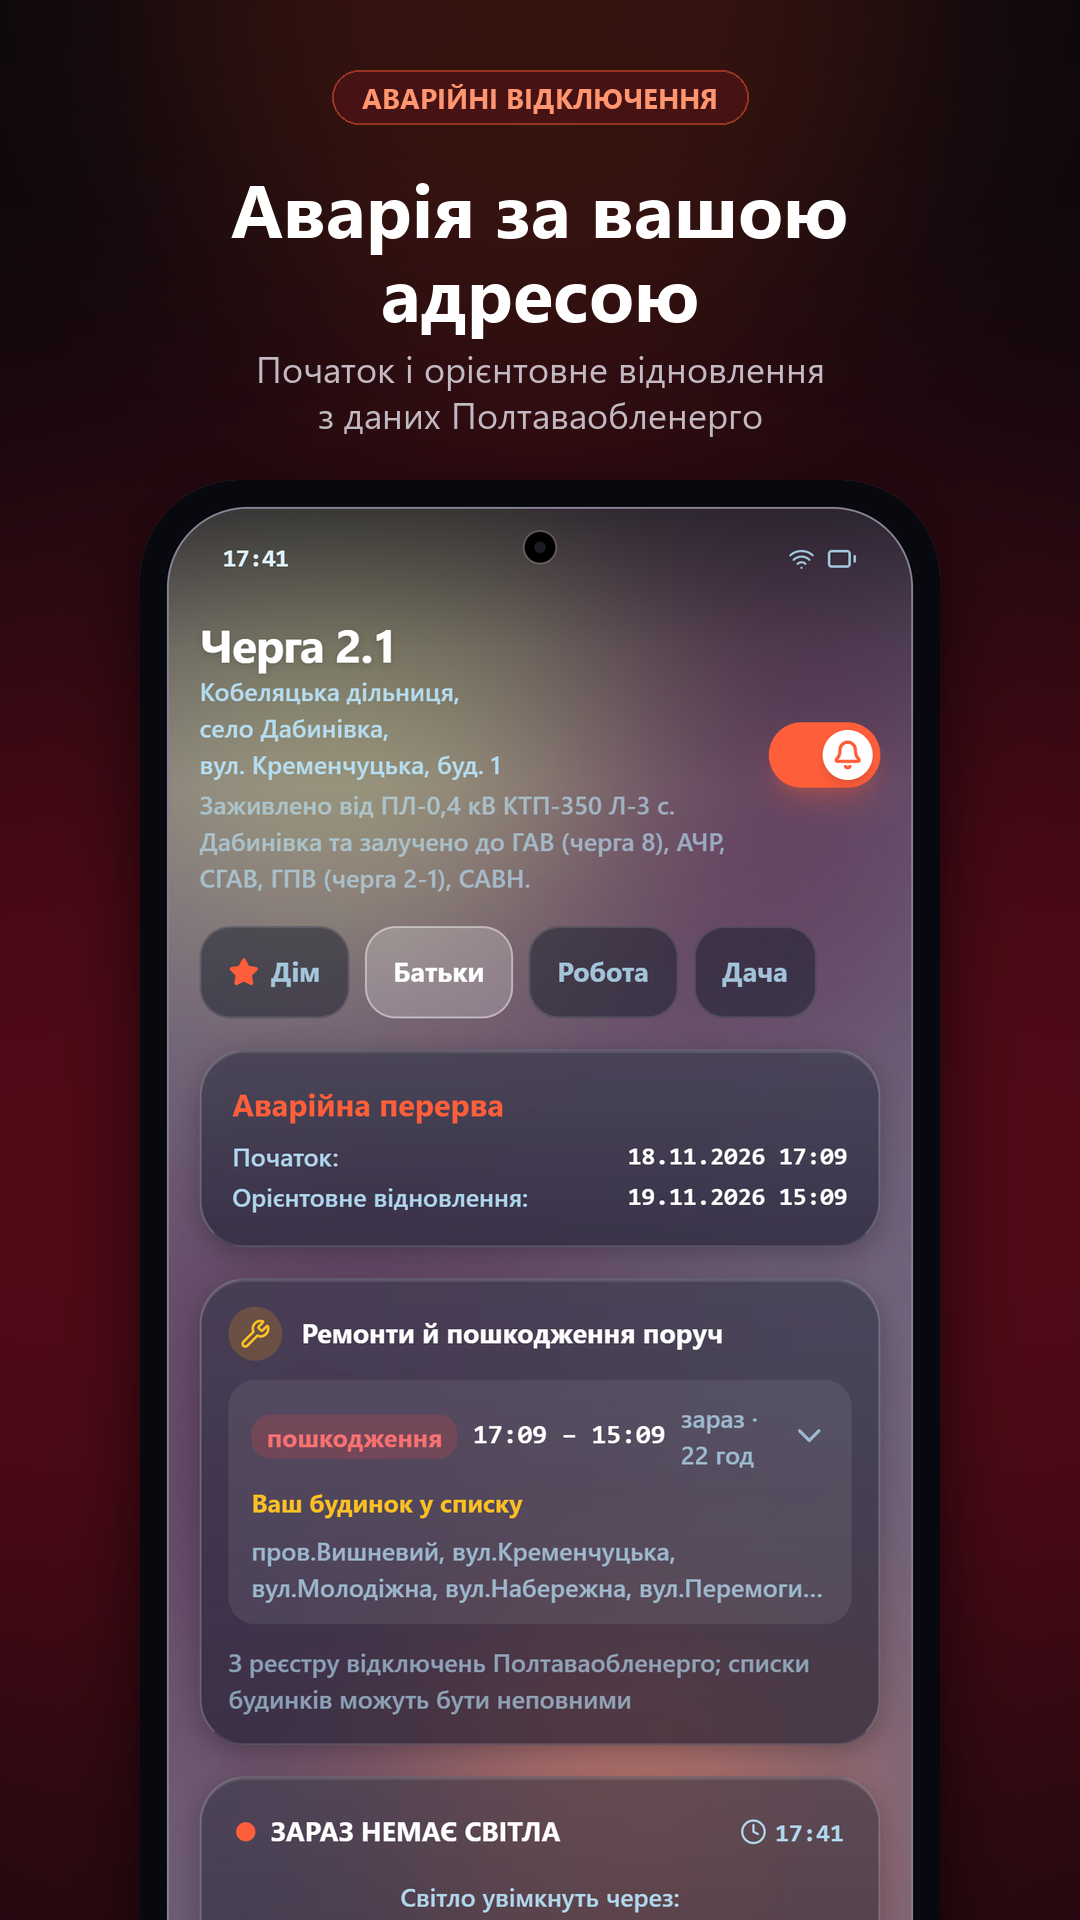 АВАРІЙНІ ВІДКЛЮЧЕННЯ
Аварія за вашою
адресою
Початок і орієнтовне відновлення
з даних Полтаваобленерго
17:41
Черга 2.1
Кобеляцька дільниця,
село Дабинівка,
вул. Кременчуцька, буд. 1
Заживлено від ПЛ-0,4 кВ КТП-350 Л-3 с.
Дабинівка та залучено до ГАВ (черга 8), АЧР,
СГАВ, ГПВ (черга 2-1), САВН.
Дім Батьки Робота Дача
Аварійна перерва
Початок: 18.11.2026 17:09
Орієнтовне відновлення: 19.11.2026 15:09
Ремонти й пошкодження поруч
пошкодження 17:09 – 15:09 зараз ·
22 год
Ваш будинок у списку
пров.Вишневий, вул.Кременчуцька,
вул.Молодіжна, вул.Набережна, вул.Перемоги...
З реєстру відключень Полтаваобленерго; списки
будинків можуть бути неповними
ЗАРАЗ НЕМАЄ СВІТЛА 17:41
Світло увімкнуть через: